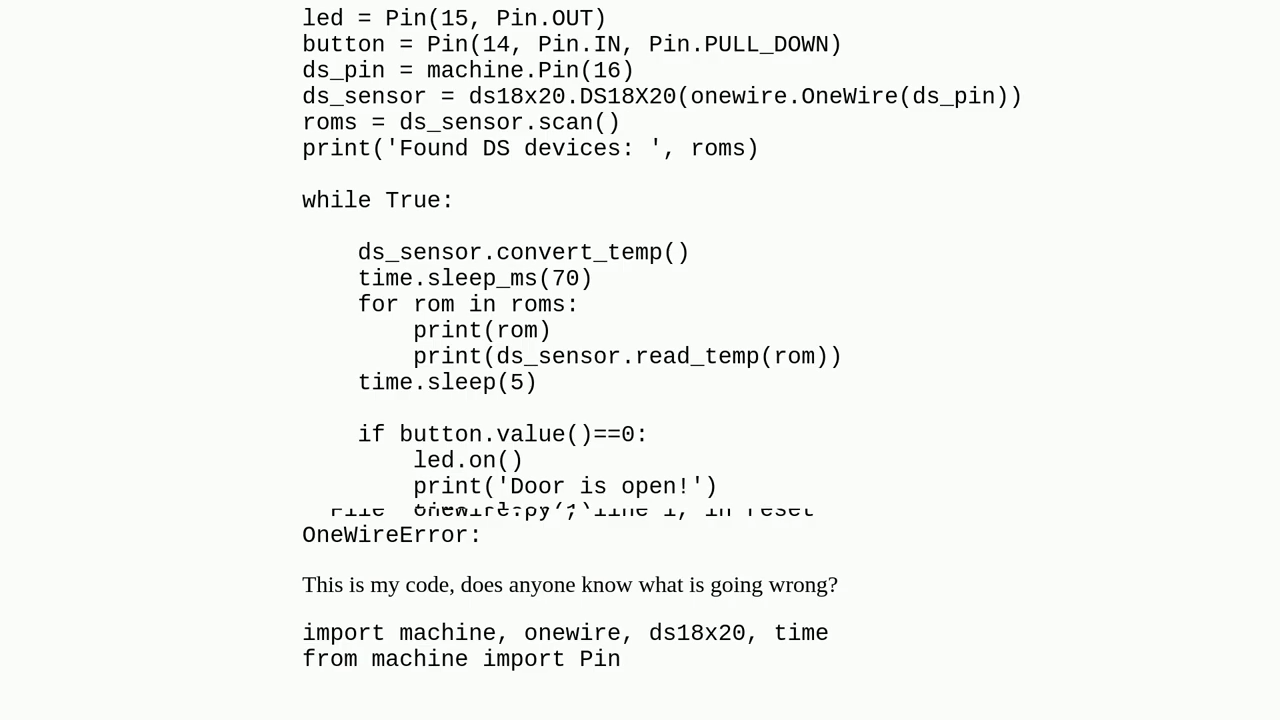 led = Pin(15, Pin.OUT)
button = Pin(14, Pin.IN, Pin.PULL_DOWN)
ds_pin = machine.Pin(16)
ds_sensor = ds18x20.DS18X20(onewire.OneWire(ds_pin))
roms = ds_sensor.scan()
print('Found DS devices: ', roms)
while True:
ds_sensor.convert_temp()
time.sleep_ms(70)
for rom in roms:
print(rom)
print(ds_sensor.read_temp(rom))
time.sleep(5)
if button.value()==0:
led.on()
print('Door is open!')
File in reset
OneWireError:
This is my code, does anyone know what is going wrong?
import machine, onewire, ds18x20, time
from machine import Pin